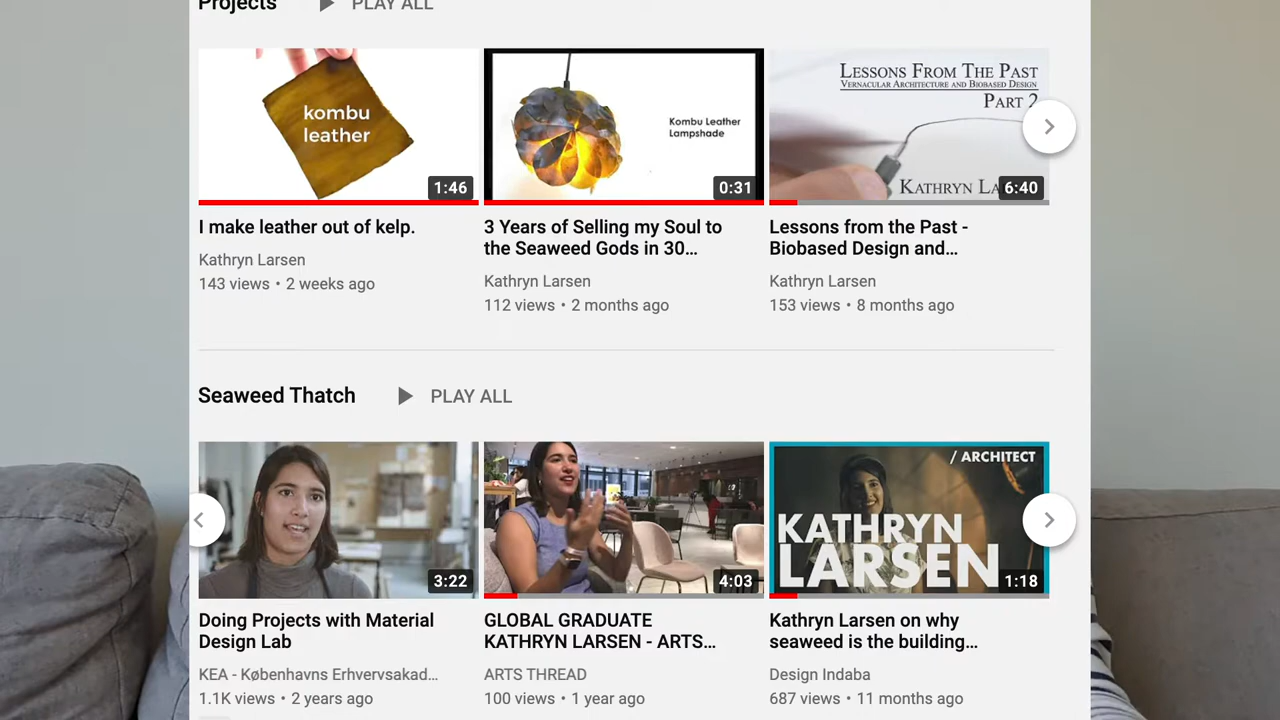 Projects
PLAY ALL
kombu
leather
1:46
Kombu Leather
Lampshade
0:31
LESSONS FROM THE PAST
VERNACULAR ARCHITECTURE AND BIOBASED DESIGN
PART 2
KATHRYN LA
6:40
I make leather out of kelp.
Kathryn Larsen
143 views • 2 weeks ago
3 Years of Selling my Soul to
the Seaweed Gods in 30...
Kathryn Larsen
112 views • 2 months ago
Lessons from the Past -
Biobased Design and...
Kathryn Larsen
153 views • 8 months ago
Seaweed Thatch
PLAY ALL
3:22
4:03
/ ARCHITECT
KATHRYN
LARSEN
1:18
Doing Projects with Material
Design Lab
KEA - Københavns Erhvervsakad...
1.1K views • 2 years ago
GLOBAL GRADUATE
KATHRYN LARSEN - ARTS...
ARTS THREAD
100 views • 1 year ago
Kathryn Larsen on why
seaweed is the building...
Design Indaba
687 views • 11 months ago